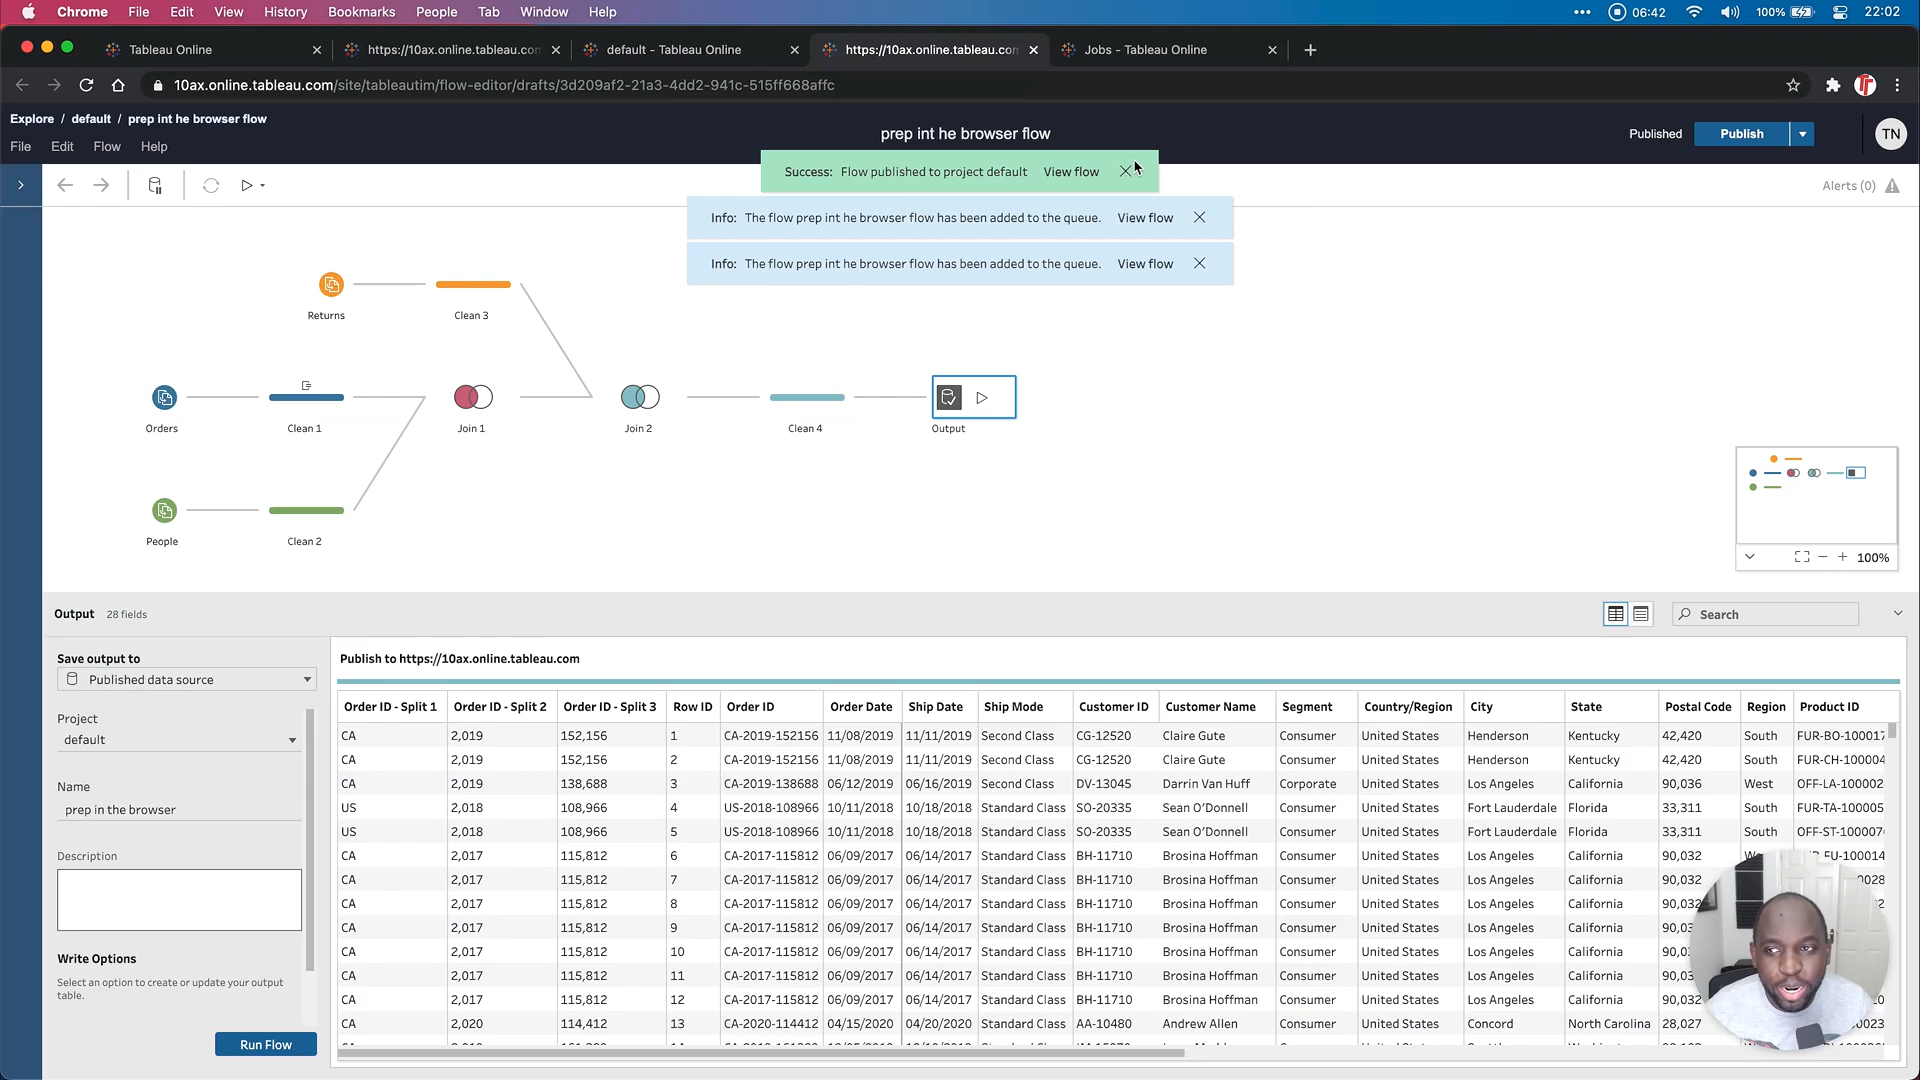 Chrome File Edit View History Bookmarks People Tab Window Help 06:42 100% 22:02
Tableau Online https://10ax.online.tableau.con default - Tableau Online https://10ax.online.tableau.con Jobs - Tableau Online
10ax.online.tableau.com/site/tableautim/flow-editor/drafts/3d209af2-21a3-4dd2-941c-515ff668affc
Explore / default / prep int he browser flow
prep int he browser flow
Published Publish TN
File Edit Flow Help
Success: Flow published to project default View flow
Alerts (0)
Info: The flow prep int he browser flow has been added to the queue. View flow
Info: The flow prep int he browser flow has been added to the queue. View flow
Returns Clean 3
Orders Clean 1 Join 1 Join 2 Clean 4 Output
People Clean 2
100%
Output 28 fields
Search
Save output to
Published data source
Project
default
Name
prep in the browser
Description
Write Options
Select an option to create or update your output
table.
Run Flow
Publish to https://10ax.online.tableau.com
Order ID - Split 1 Order ID - Split 2 Order ID - Split 3 Row ID Order ID Order Date Ship Date Ship Mode Customer ID Customer Name Segment Country/Region City State Postal Code Region Product ID
CA 2,019 152,156 1 CA-2019-152156 11/08/2019 11/11/2019 Second Class CG-12520 Claire Gute Consumer United States Henderson Kentucky 42,420 South FUR-BO-100017
CA 2,019 152,156 2 CA-2019-152156 11/08/2019 11/11/2019 Second Class CG-12520 Claire Gute Consumer United States Henderson Kentucky 42,420 South FUR-CH-100004
CA 2,019 138,688 3 CA-2019-138688 06/12/2019 06/16/2019 Second Class DV-13045 Darrin Van Huff Corporate United States Los Angeles California 90,036 West OFF-LA-100002
US 2,018 108,966 4 US-2018-108966 10/11/2018 10/18/2018 Standard Class SO-20335 Sean O'Donnell Consumer United States Fort Lauderdale Florida 33,311 South FUR-TA-100005
US 2,018 108,966 5 US-2018-108966 10/11/2018 10/18/2018 Standard Class SO-20335 Sean O'Donnell Consumer United States Fort Lauderdale Florida 33,311 South OFF-ST-100007
CA 2,017 115,812 6 CA-2017-115812 06/09/2017 06/14/2017 Standard Class BH-11710 Brosina Hoffman Consumer United States Los Angeles California 90,032
CA 2,017 115,812 7 CA-2017-115812 06/09/2017 06/14/2017 Standard Class BH-11710 Brosina Hoffman Consumer United States Los Angeles California 90,032
CA 2,017 115,812 8 CA-2017-115812 06/09/2017 06/14/2017 Standard Class BH-11710 Brosina Hoffman Consumer United States Los Angeles California
CA 2,017 115,812 9 CA-2017-115812 06/09/2017 06/14/2017 Standard Class BH-11710 Brosina Hoffman Consumer United States Los Angeles California
CA 2,017 115,812 10 CA-2017-115812 06/09/2017 06/14/2017 Standard Class BH-11710 Brosina Hoffman Consumer United States Los Angeles California
CA 2,017 115,812 11 CA-2017-115812 06/09/2017 06/14/2017 Standard Class BH-11710 Brosina Hoffman Consumer United States Los Angeles California
CA 2,017 115,812 12 CA-2017-115812 06/09/2017 06/14/2017 Standard Class BH-11710 Brosina Hoffman Consumer United States Los Angeles California 90,032
CA 2,020 114,412 13 CA-2020-114412 04/15/2020 04/20/2020 Standard Class AA-10480 Andrew Allen Consumer United States Concord North Carolina 28,027